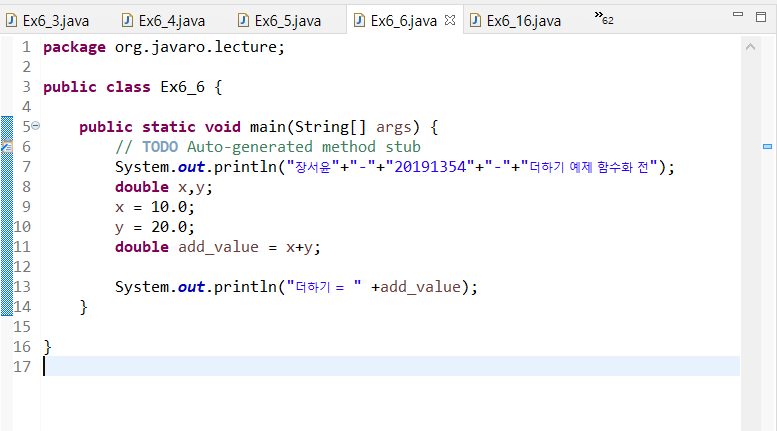 Ex6_3.java Ex6_4.java Ex6_5.java Ex6_6.java Ex6_16.java »62
1 package org.javaro.lecture;
2
3 public class Ex6_6 {
4
5 public static void main(String[] args) {
6 // TODO Auto-generated method stub
7 System.out.println("장서윤"+"-"+"20191354"+"-"+"더하기 예제 함수화 전");
8 double x,y;
9 x = 10.0;
10 y = 20.0;
11 double add_value = x+y;
12
13 System.out.println("더하기 = " +add_value);
14 }
15
16 }
17